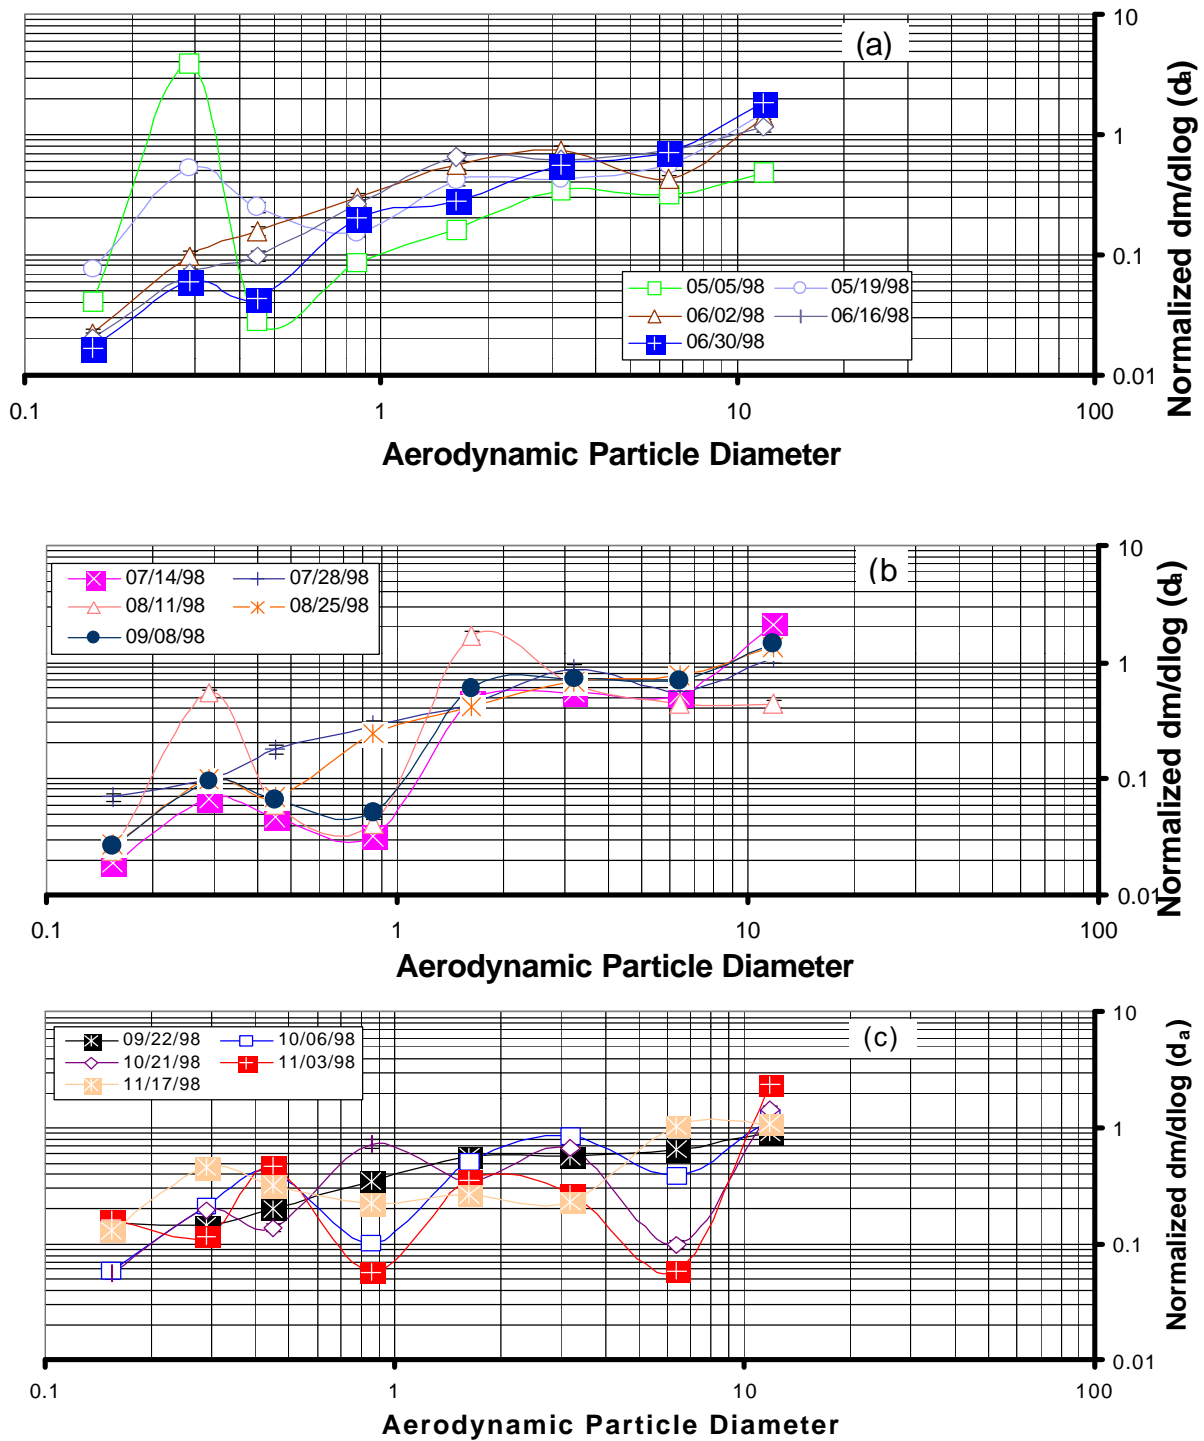 10
(a)
1
0.1
0.01
Normalized dm/dlog (da)
05/05/98 05/19/98
06/02/98 06/16/98
06/30/98
0.1 1 10 100
Aerodynamic Particle Diameter
10
(b
1
0.1
0.01
Normalized dm/dlog (da)
07/14/98 07/28/98
08/11/98 08/25/98
09/08/98
0.1 1 10 100
Aerodynamic Particle Diameter
10
(c)
1
0.1
0.01
Normalized dm/dlog (da)
09/22/98 10/06/98
10/21/98 11/03/98
11/17/98
0.1 1 10 100
Aerodynamic Particle Diameter